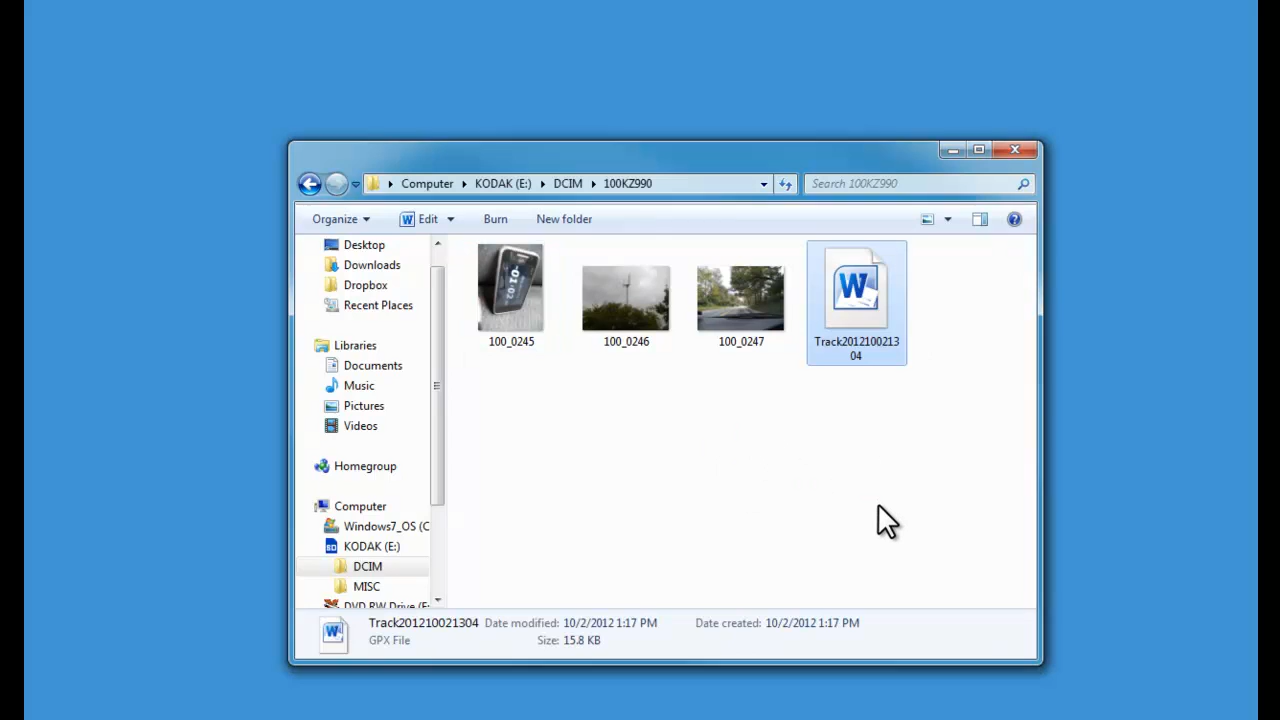 Computer KODAK (E:) DCIM 100KZ990
Search 100KZ990
Organize Edit Burn New folder
Desktop
Downloads
Dropbox
Recent Places
Libraries
Documents
Music
Pictures
Videos
Homegroup
Computer
Windows7_OS (C
KODAK (E:)
DCIM
MISC
DVD RW Drive (F:
100_0245
100_0246
100_0247
Track2012100213
04
Track201210021304 Date modified: 10/2/2012 1:17 PM Date created: 10/2/2012 1:17 PM
GPX File Size: 15.8 KB